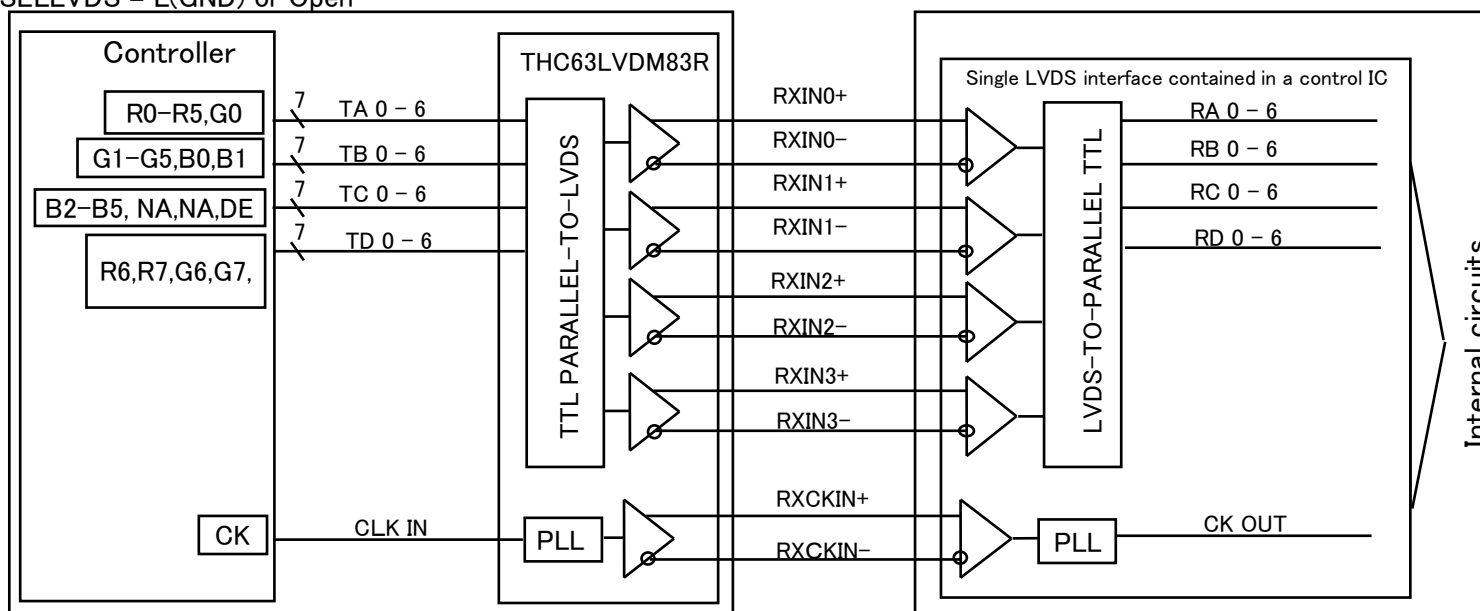 SELLVDS = L(GND) or Open
Controller
THC63LVDM83R
Single LVDS interface contained in a control IC
R0-R5,G0
7
TA 0 - 6
RXIN0+
RA 0 - 6
G1-G5,B0,B1
7
TB 0 - 6
RXIN0-
RB 0 - 6
B2-B5, NA,NA,DE
7
TC 0 - 6
RXIN1+
RC 0 - 6
R6,R7,G6,G7,
7
TD 0 - 6
RXIN1-
RD 0 - 6
TTL PARALLEL-TO-LVDS
RXIN2+
RXIN2-
RXIN3+
RXIN3-
LVDS-TO-PARALLEL TTL
Internal circuits
CK
CLK IN
PLL
RXCKIN+
RXCKIN-
PLL
CK OUT